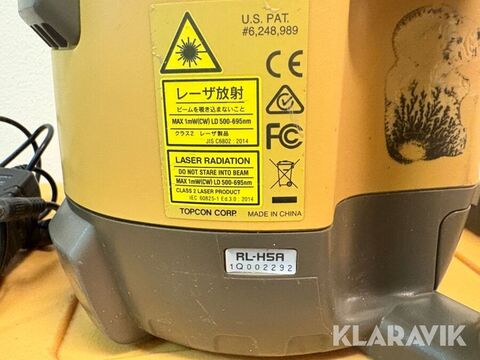 U.S. PAT.
#6,248,989
CE
FC
レーザ放射
ビームを覗き込まないこと
MAX 1mW(CW) LD 500-695nm
クラス2 レーザ製品
JIS C6802 : 2014
LASER RADIATION
DO NOT STARE INTO BEAM
MAX 1mW(CW) LD 500-695nm
CLASS 2 LASER PRODUCT
IEC 60825-1 Ed.3.0 : 2014
TOPCON CORP.
MADE IN CHINA
RL-H5A
1Q002292
KLARAVIK